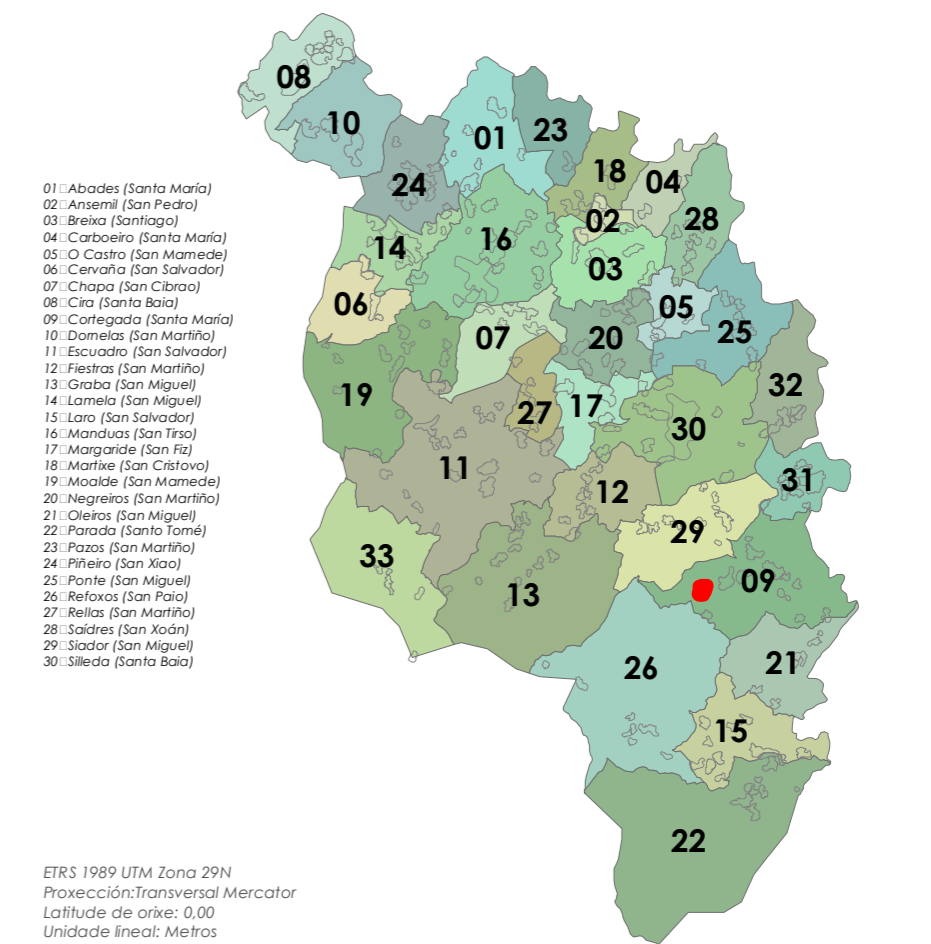 08
10
01
23
24
18
04
01□Abades (Santa María)
02□Ansemil (San Pedro)
03□Breixa (Santiago)
04□Carboeiro (Santa María)
05□O Castro (San Mamede)
06□Cervaña (San Salvador)
07□Chapa (San Cibrao)
08□Cira (Santa Baia)
09□Cortegada (Santa María)
10□Dornelas (San Martiño)
11□Escuadro (San Salvador)
12□Fiestras (San Martiño)
13□Graba (San Miguel)
14□Lamela (San Miguel)
15□Laro (San Salvador)
16□Manduas (San Tirso)
17□Margaride (San Fiz)
18□Martixe (San Cristovo)
19□Moalde (San Mamede)
20□Negreiros (San Martiño)
21□Oleiros (San Miguel)
22□Parada (Santo Tomé)
23□Pazos (San Martiño)
24□Piñeiro (San Xiao)
25□Ponte (San Miguel)
26□Refoxos (San Paio)
27□Rellas (San Martiño)
28□Saídres (San Xoán)
29□Siador (San Miguel)
30□Silleda (Santa Baia)
02
28
14
16
03
06
05
07
20
25
19
27
17
32
30
11
12
31
33
29
13
09
26
21
15
22
ETRS 1989 UTM Zona 29N
Proxección:Transversal Mercator
Latitude de orixe: 0,00
Unidade lineal: Metros